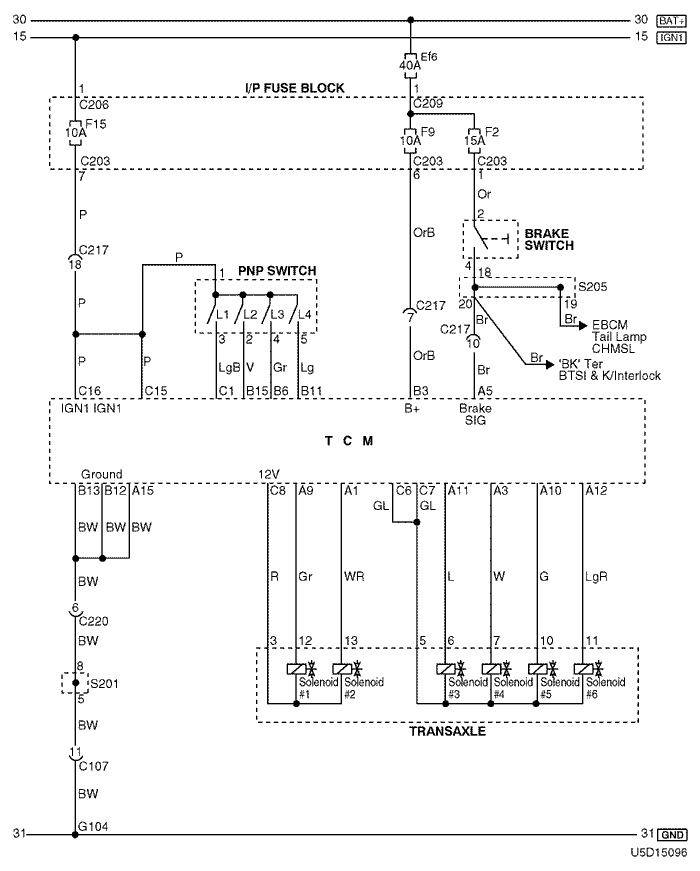 30
30 BAT+
15
15 IGN1
Ef6
40A
1
I/P FUSE BLOCK
1
C206
C209
F15
10A
F9
10A
F2
15A
C203
C203
C203
7
6
1
P
Or
2
BRAKE
SWITCH
OrB
C217
18
P
4
18
PNP SWITCH
1
S205
P
L1
L2
L3
L4
20
19
C217
7
Br
Br
EBCM
Tail Lamp
CHMSL
C217
10
3
2
4
5
P
P
LgB
V
Gr
Lg
OrB
Br
Br
'BK' Ter
BTSI & K/Interlock
C16
C15
C1
B15
B6
B11
B3
A5
IGN1 IGN1
B+
Brake
SIG
T C M
Ground
12V
B13
B12
A15
C8
A9
A1
C6
C7
A11
A3
A10
A12
GL
GL
BW
BW
BW
BW
R
Gr
WR
L
W
G
LgR
6
C220
BW
3
12
13
5
6
7
10
11
8
S201
5
Solenoid
#1
Solenoid
#2
Solenoid
#3
Solenoid
#4
Solenoid
#5
Solenoid
#6
BW
TRANSAXLE
11
C107
BW
G104
31
31 GND
U5D15096